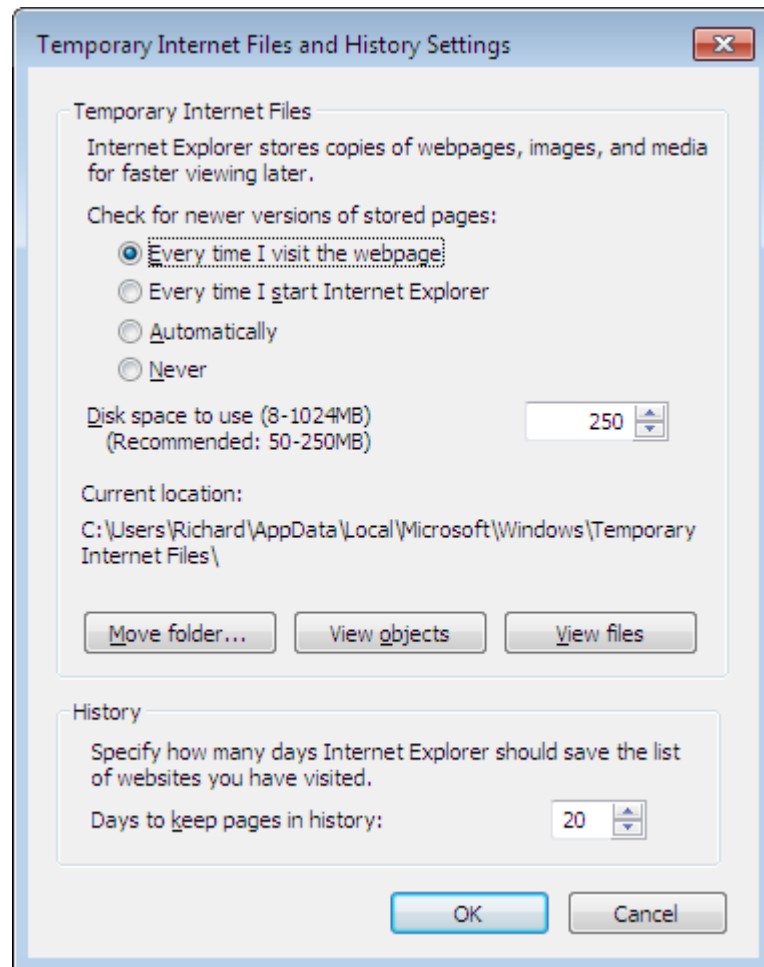 Temporary Internet Files and History Settings
Temporary Internet Files
Internet Explorer stores copies of webpages, images, and media
for faster viewing later.
Check for newer versions of stored pages:
Every time I visit the webpage
Every time I start Internet Explorer
Automatically
Never
Disk space to use (8-1024MB)
250
(Recommended: 50-250MB)
Current location:
C:\Users\Richard\AppData\Local\Microsoft\Windows\Temporary
Internet Files\
Move folder... View objects View files
History
Specify how many days Internet Explorer should save the list
of websites you have visited.
Days to keep pages in history: 20
OK Cancel